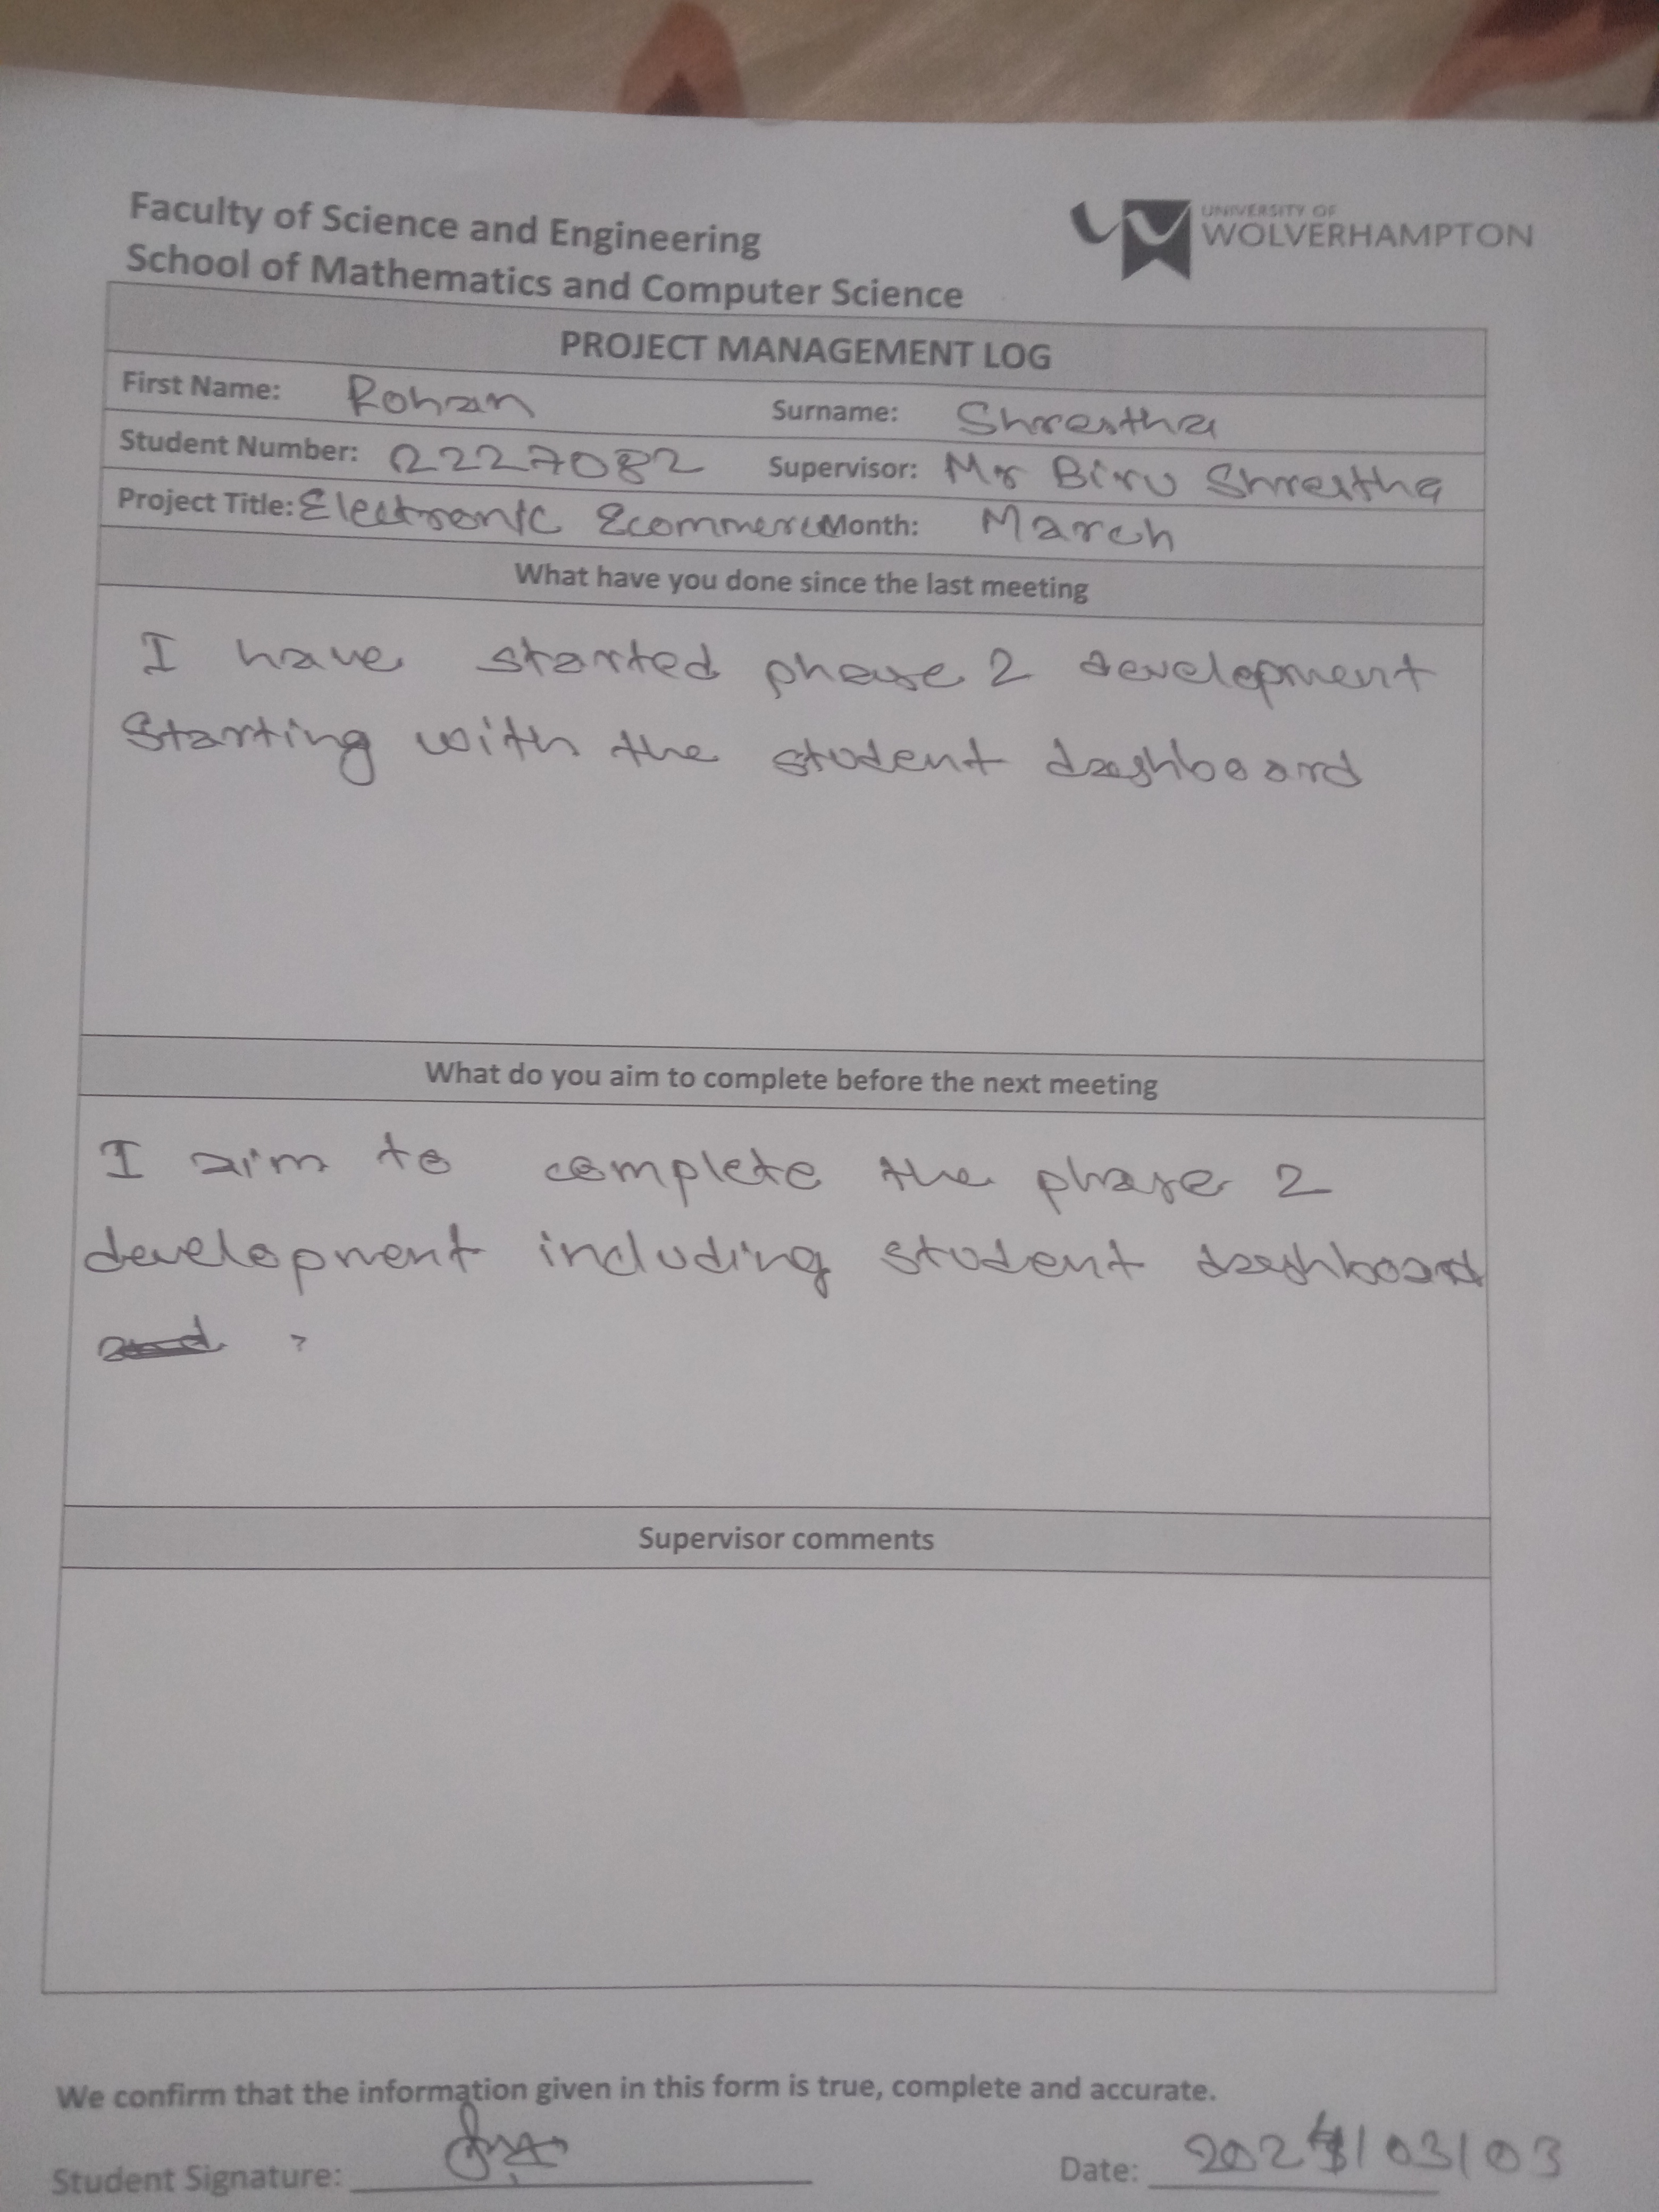 Faculty of Science and Engineering
School of Mathematics and Computer Science
UNIVERSITY OF
WOLVERHAMPTON
PROJECT MANAGEMENT LOG
First Name: Rohan Surname: Shrestha
Student Number: 2227082 Supervisor: Mr Biru Shrestha
Project Title: Electronic Ecommerce Month: March
What have you done since the last meeting
I have started phase 2 development
Starting with the student dashboard
What do you aim to complete before the next meeting
I aim to complete the phase 2
development including student dashboard
Supervisor comments
We confirm that the information given in this form is true, complete and accurate.
Student Signature:
Date: 2024/03/03